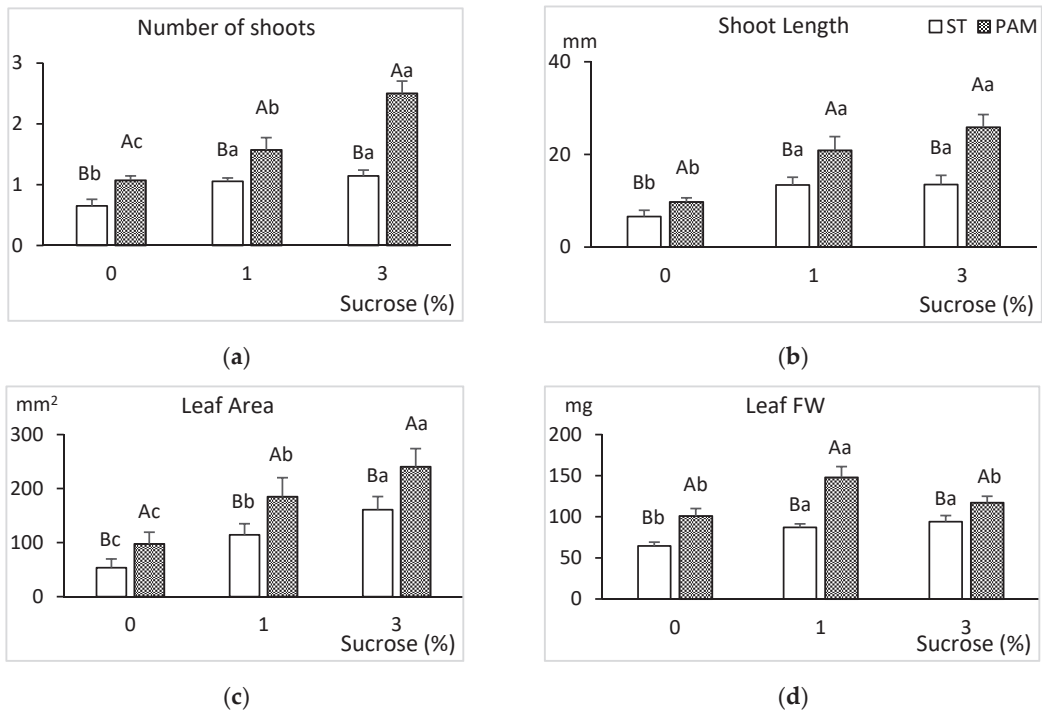 Number of shoots
3
2
1
0
Bb
Ac
Ba
Ab
Ba
Aa
0 1 3
Sucrose (%)
(a)
Shoot Length
mm
ST PAM
40
20
0
Bb
Ab
Ba
Aa
Ba
Aa
0 1 3
Sucrose (%)
(b)
Leaf Area
mm²
300
200
100
0
Bc
Ac
Bb
Ab
Ba
Aa
0 1 3
Sucrose (%)
(c)
Leaf FW
mg
200
150
100
50
0
Bb
Ab
Ba
Aa
Ba
Ab
0 1 3
Sucrose (%)
(d)